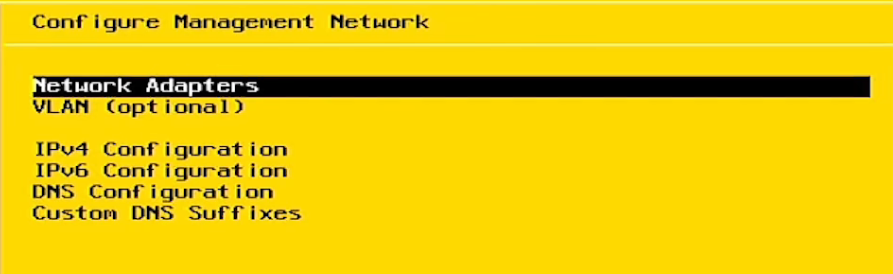 Configure Management Network
Network Adapters
VLAN (optional)
IPv4 Configuration
IPv6 Configuration
DNS Configuration
Custom DNS Suffixes